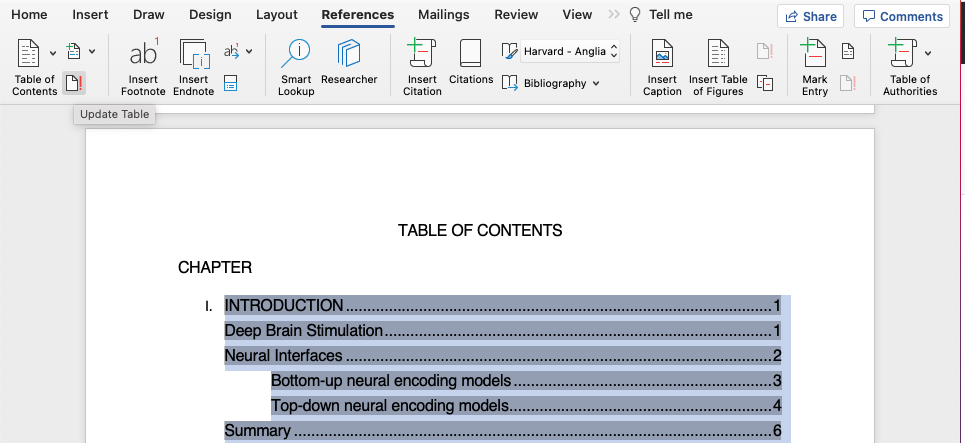 Home Insert Draw Design Layout References Mailings Review View >> Tell me Share Comments
Table of Contents
ab1
Insert Footnote
Insert Endnote
ab
Smart Lookup
Researcher
Insert Citation
Citations
Harvard - Anglia
Bibliography
Insert Caption
Insert Table of Figures
Mark Entry
Table of Authorities
Update Table
TABLE OF CONTENTS
CHAPTER
I. INTRODUCTION ........................................ 1
Deep Brain Stimulation ........................................ 1
Neural Interfaces ........................................ 2
Bottom-up neural encoding models ........................................ 3
Top-down neural encoding models ........................................ 4
Summary ........................................ 6